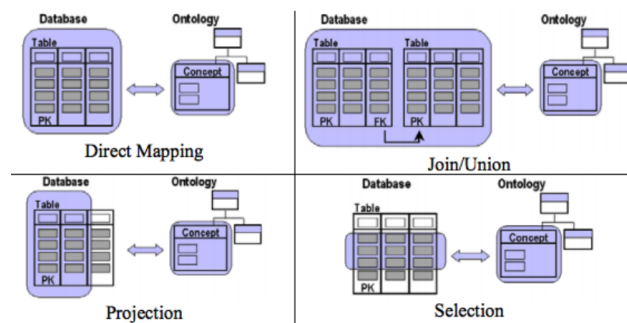 Database Ontology
Table
Concept
PK
Direct Mapping
Database Ontology
Table Table
Concept
PK FK PK
Join/Union
Database Ontology
Table
Concept
PK
Projection
Database Ontology
Table
Concept
PK
Selection